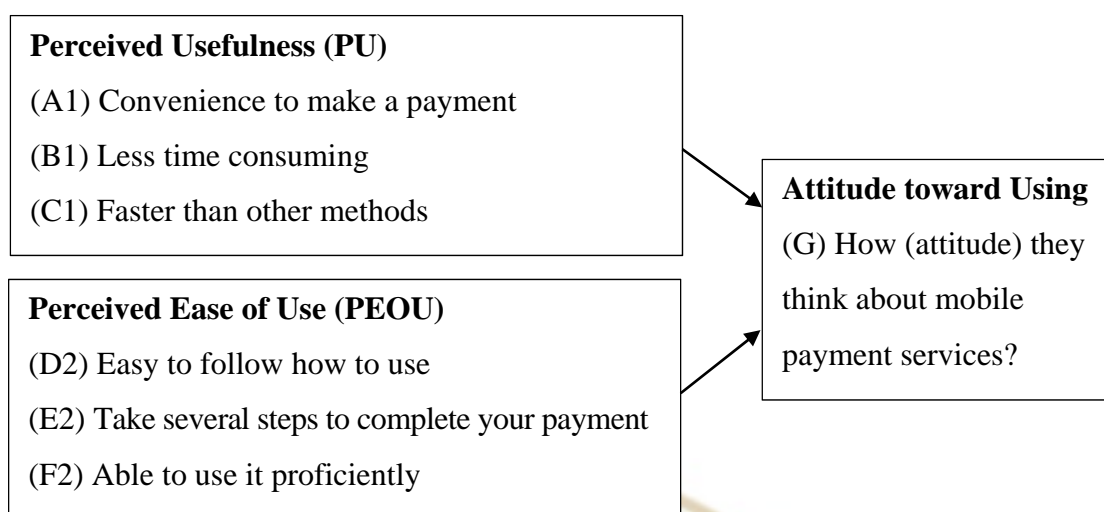 Perceived Usefulness (PU)
(A1) Convenience to make a payment
(B1) Less time consuming
(C1) Faster than other methods
Perceived Ease of Use (PEOU)
(D2) Easy to follow how to use
(E2) Take several steps to complete your payment
(F2) Able to use it proficiently
Attitude toward Using
(G) How (attitude) they
think about mobile
payment services?